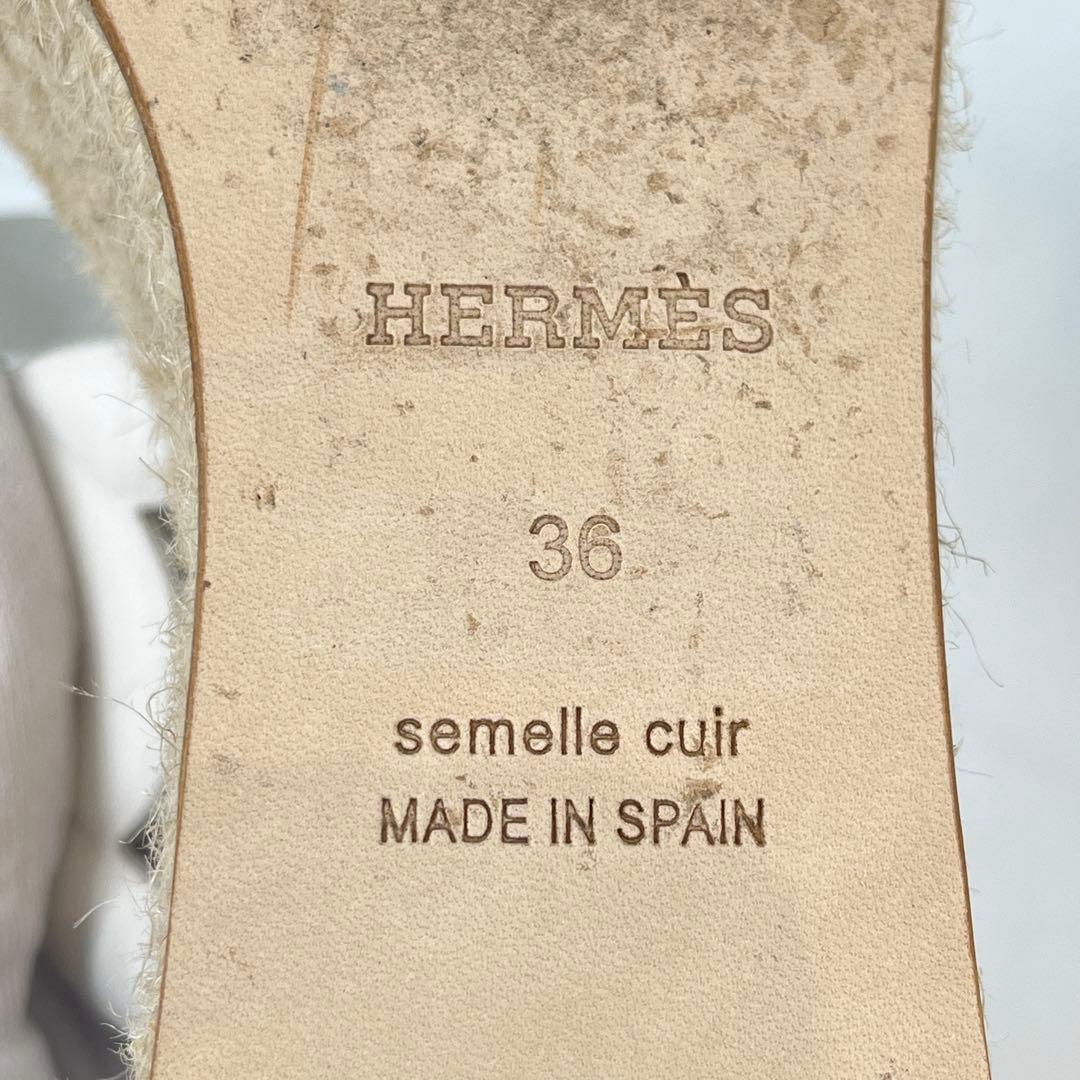 HERMÈS
36
semelle cuir
MADE IN SPAIN